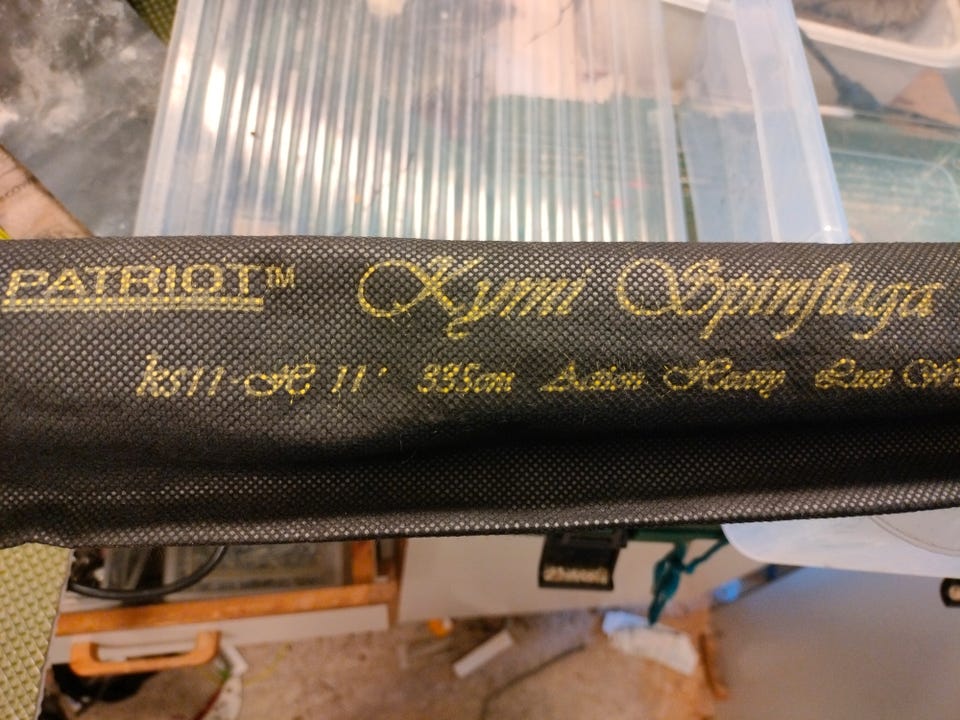 PATRIOT™ Kymi Spinfluga
ks11-H 11' 335cm Action Heavy Line W